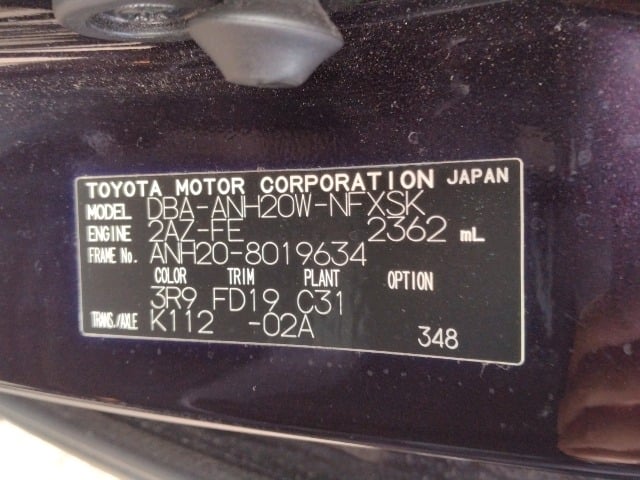 TOYOTA MOTOR CORPORATION JAPAN
MODEL DBA-ANH20W-NFXSK
ENGINE 2AZ-FE 2362 mL
FRAME No. ANH20-8019634
COLOR TRIM PLANT OPTION
3R9 FD19 C31
TRANS./AXLE K112 -02A
348